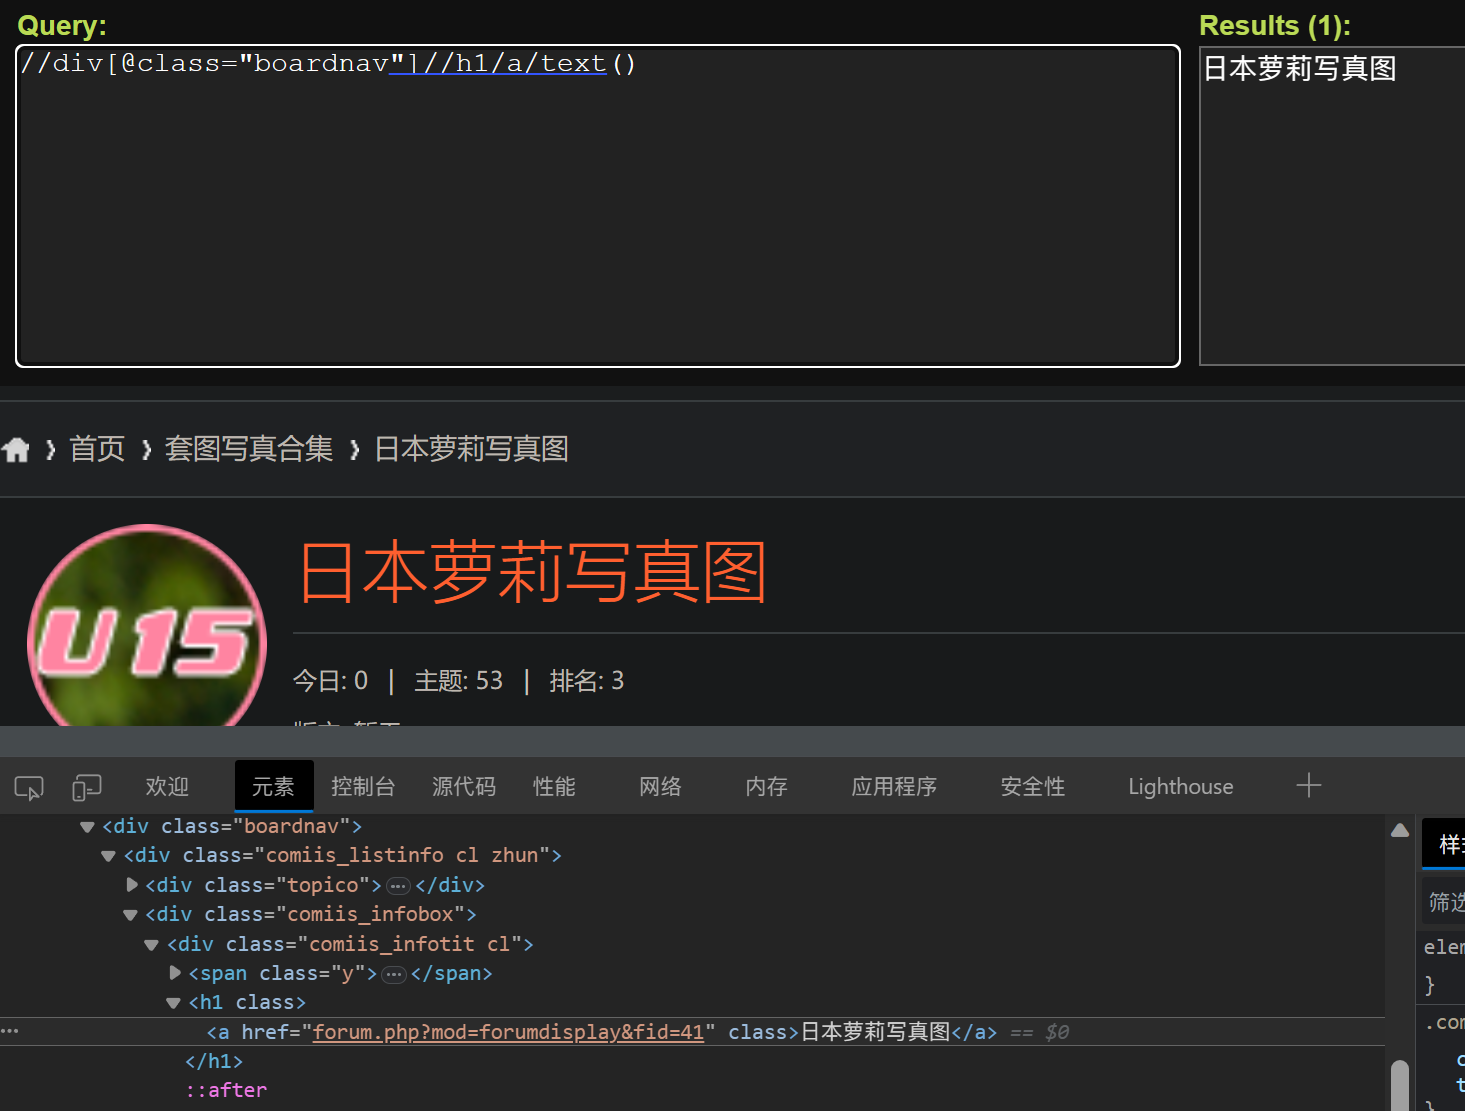 Query:
//div[@class="boardnav"]//h1/a/text()
Results (1):
日本萝莉写真图
首页 › 套图写真合集 › 日本萝莉写真图
U15
日本萝莉写真图
今日: 0 | 主题: 53 | 排名: 3
欢迎 元素 控制台 源代码 性能 网络 内存 应用程序 安全性 Lighthouse
<div class="boardnav">
<div class="comiis_listinfo cl zhun">
<div class="topico">…</div>
<div class="comiis_infobox">
<div class="comiis_infotit cl">
<span class="y">…</span>
<h1 class>
<a href="forum.php?mod=forumdisplay&fid=41" class>日本萝莉写真图</a> == $0
</h1>
::after
筛选
elem
}
.com
}